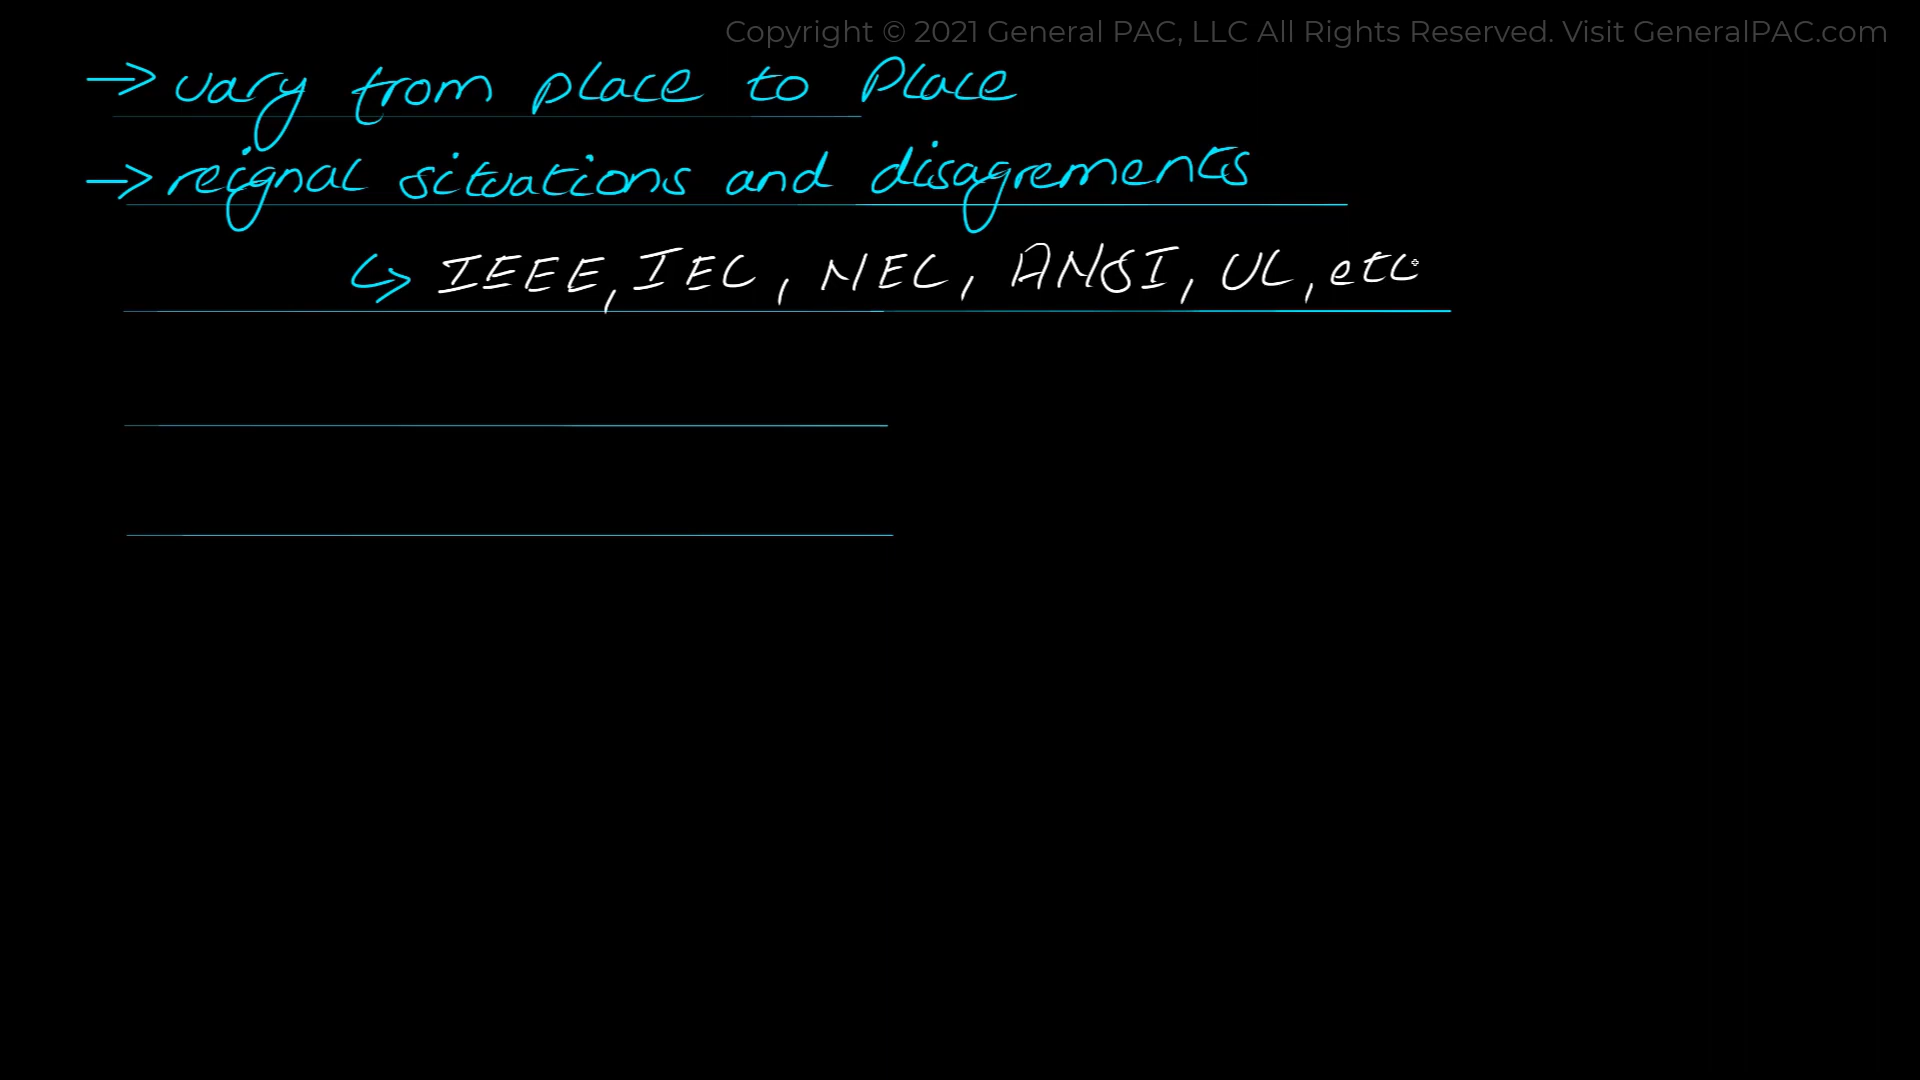 Copyright © 2021 General PAC, LLC All Rights Reserved. Visit GeneralPAC.com
→ vary from place to Place
→ reignal situations and disagrements
↳ IEEE, IEC, NEC, ANSI, UL, etc